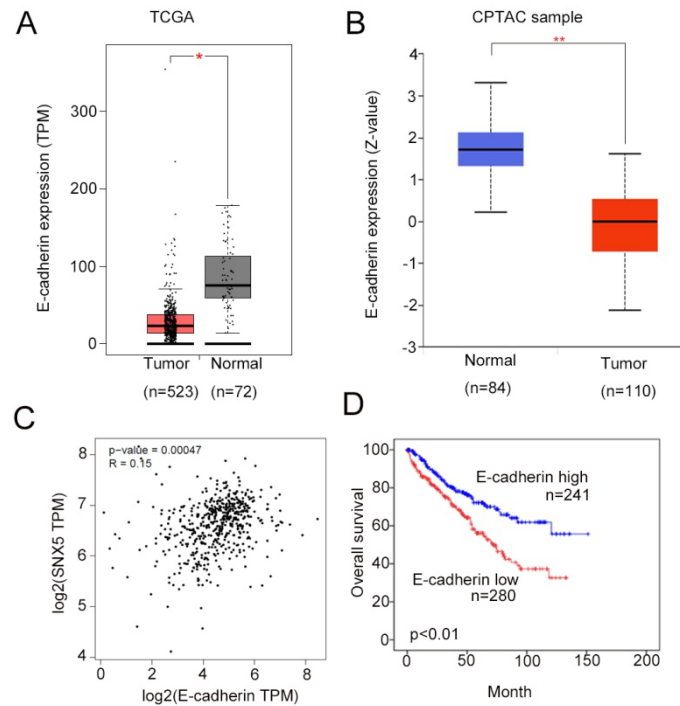 A
TCGA
*
E-cadherin expression (TPM)
300
200
100
0
Tumor
Normal
(n=523)
(n=72)
B
CPTAC sample
**
E-cadherin expression (Z-value)
4
3
2
1
0
-1
-2
-3
Normal
Tumor
(n=84)
(n=110)
C
p-value = 0.00047
R = 0.15
log2(SNX5 TPM)
8
7
6
5
4
0 2 4 6 8
log2(E-cadherin TPM)
D
Overall survival
100
80
60
40
20
0
E-cadherin high
n=241
E-cadherin low
n=280
p<0.01
0 50 100 150 200
Month